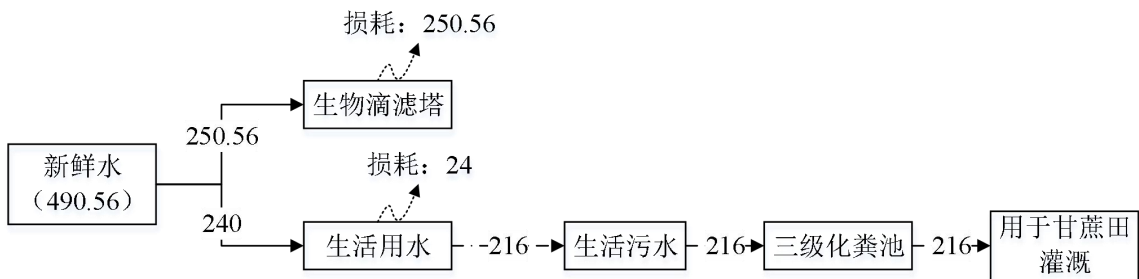 损耗：250.56
生物滴滤塔
250.56
新鲜水
（490.56）
损耗：24
240
生活用水
216
生活污水
216
三级化粪池
216
用于甘蔗田
灌溉